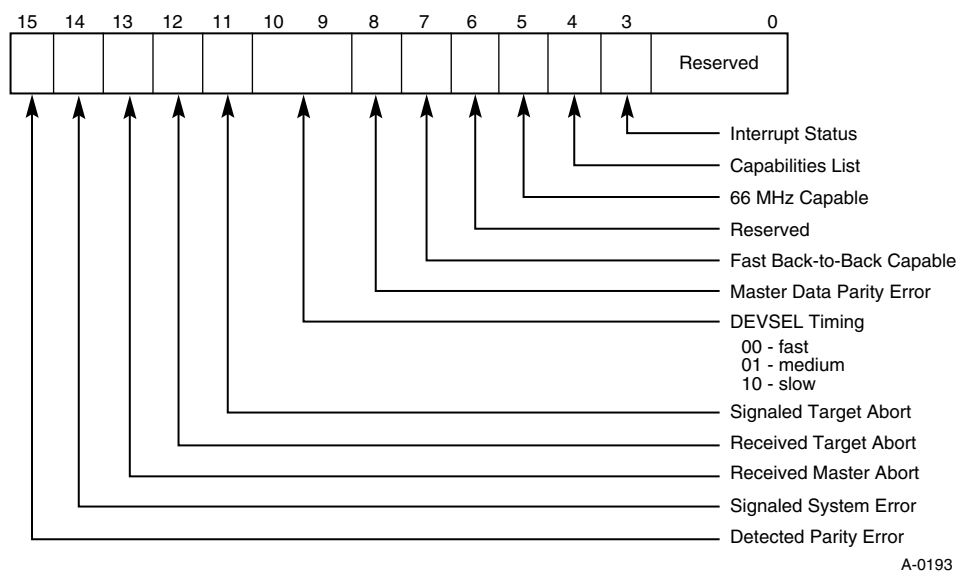 15 14 13 12 11 10 9 8 7 6 5 4 3 0
Reserved
Interrupt Status
Capabilities List
66 MHz Capable
Reserved
Fast Back-to-Back Capable
Master Data Parity Error
DEVSEL Timing
00 - fast
01 - medium
10 - slow
Signaled Target Abort
Received Target Abort
Received Master Abort
Signaled System Error
Detected Parity Error
A-0193